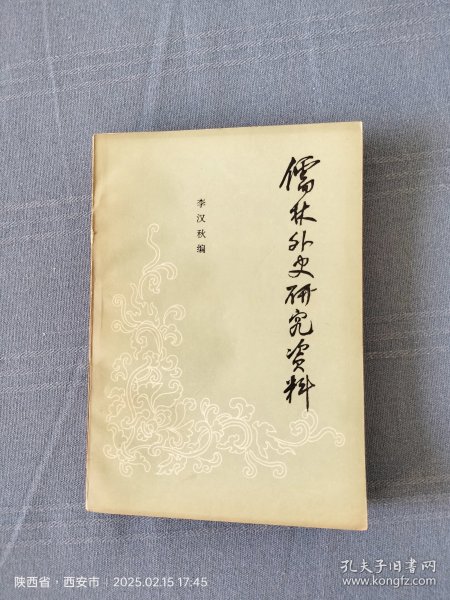 儒林外史研究资料
李汉秋编
陕西省·西安市 | 2025.02.15 17:45
孔夫子旧书网
www.kongfz.com